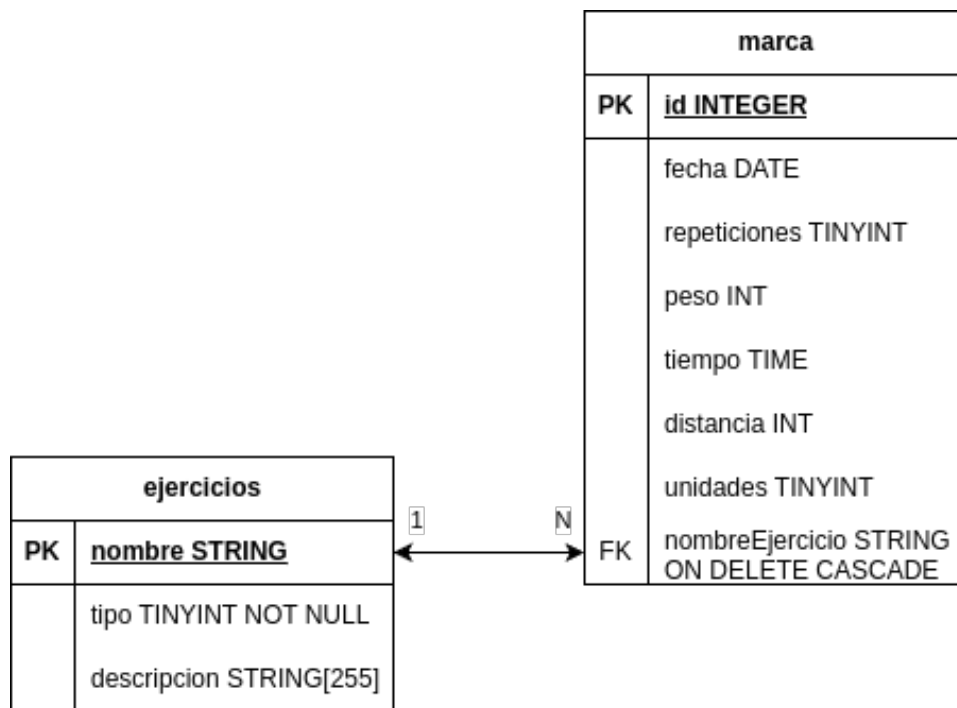 marca
PK id INTEGER
fecha DATE
repeticiones TINYINT
peso INT
tiempo TIME
distancia INT
unidades TINYINT
FK nombreEjercicio STRING
ON DELETE CASCADE
ejercicios
PK nombre STRING
tipo TINYINT NOT NULL
descripcion STRING[255]
1
N